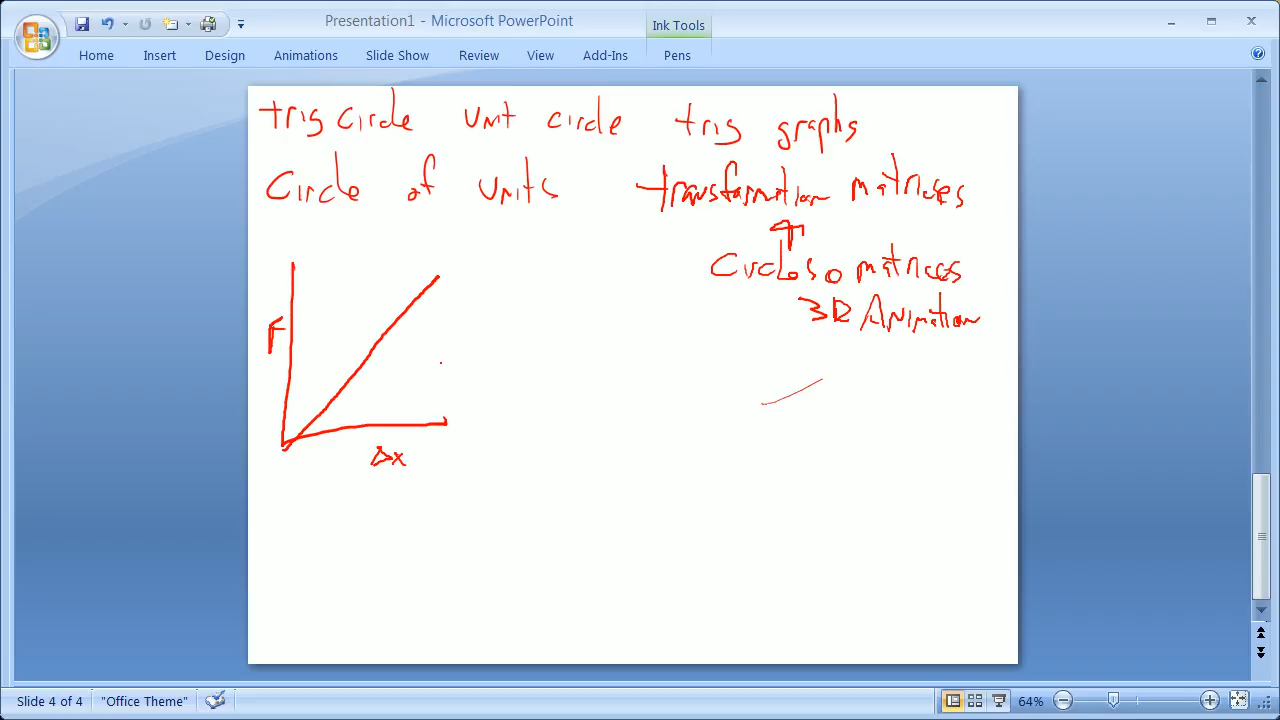 Presentation1 - Microsoft PowerPoint
Ink Tools
Home Insert Design Animations Slide Show Review View Add-Ins Pens
trig circle unit circle trig graphs
Circle of units transformation matrices
matrices
3D Animation
F
Δx
Slide 4 of 4 "Office Theme" 64%